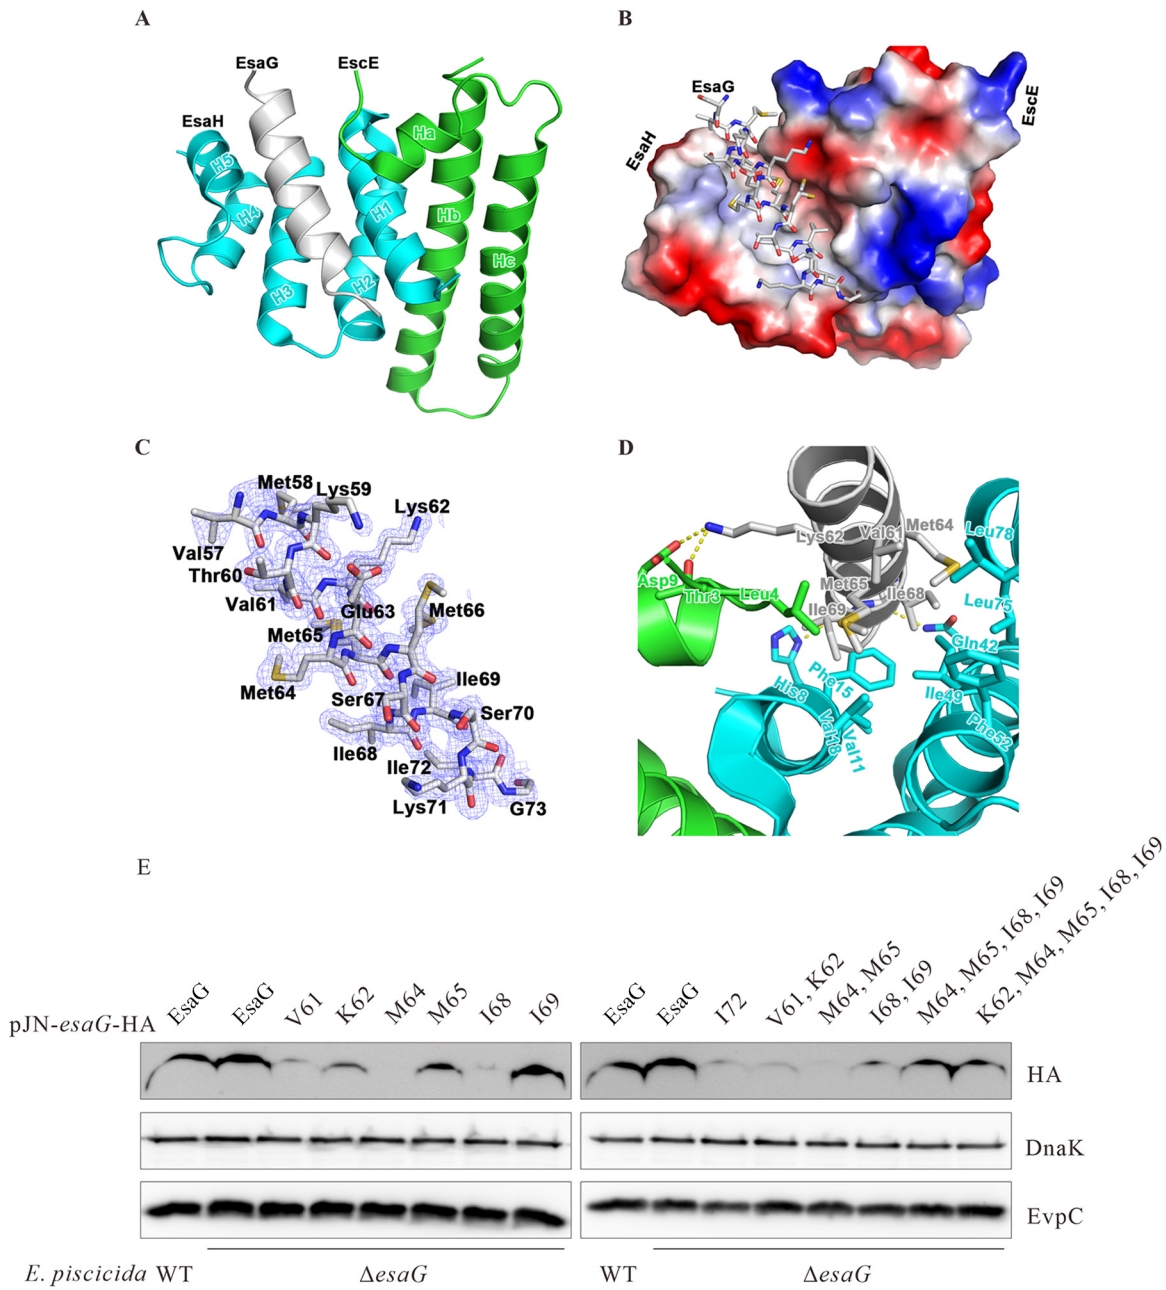 A
B
EsaG
EscE
EsaH
H5
H4
H3
H2
H1
Ha
Hb
Hc
EsaG
EsaH
EscE
C
D
Met58
Lys59
Lys62
Val57
Thr60
Val61
Glu63
Met66
Met65
Met64
Ile69
Ser67
Ser70
Ile68
Ile72
Lys71
G73
Lys62
Val61
Met64
Leu78
Asp9
Thr3
Leu4
Met65
Ile68
Ile69
Leu75
Gln42
His8
Phe15
Ile49
Val18
Val11
Phe52
E
pJN-esaG-HA
EsaG
EsaG
V61
K62
M64
M65
I68
I69
EsaG
EsaG
I72
V61, K62
M64, M65
I68, I69
M64, M65, I68, I69
K62, M64, M65, I68, I69
HA
DnaK
EvpC
E. piscicida WT ΔesaG WT ΔesaG